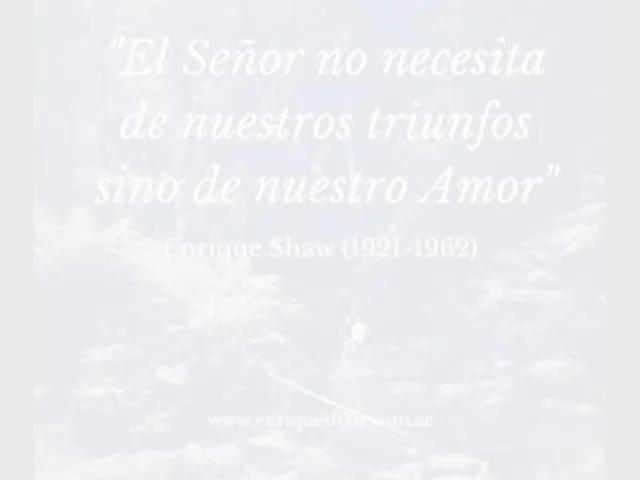 "El Señor no necesita
de nuestros triunfos
sino de nuestro Amor"
Enrique Shaw (1921-1962)
www.enriqueshaw.com.ar